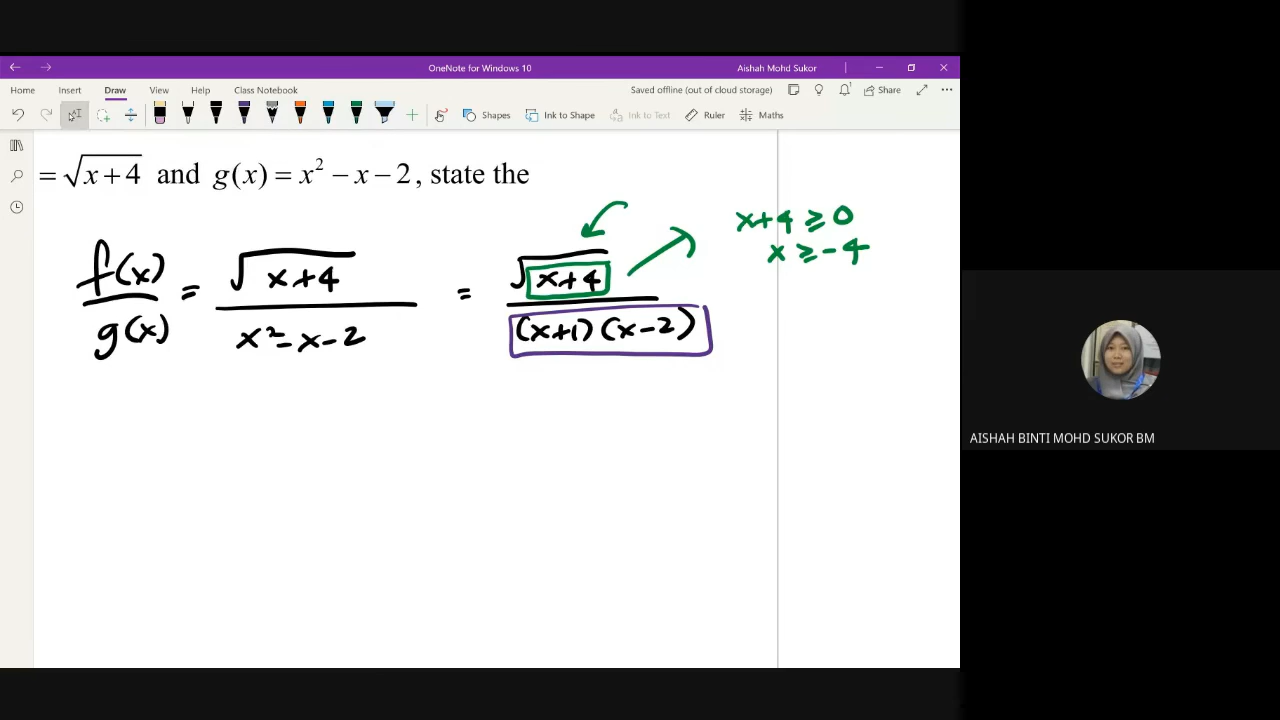 OneNote for Windows 10
Aishah Mohd Sukor
Home Insert Draw View Help Class Notebook
Saved offline (out of cloud storage)
Share
Shapes Ink to Shape Ink to Text Ruler Maths
= √(x+4) and g(x) = x² − x − 2, state the
x+4 ≥ 0
x ≥ -4
f(x)/g(x) = √(x+4)/(x²-x-2) = √(x+4)/((x+1)(x-2))
AISHAH BINTI MOHD SUKOR BM